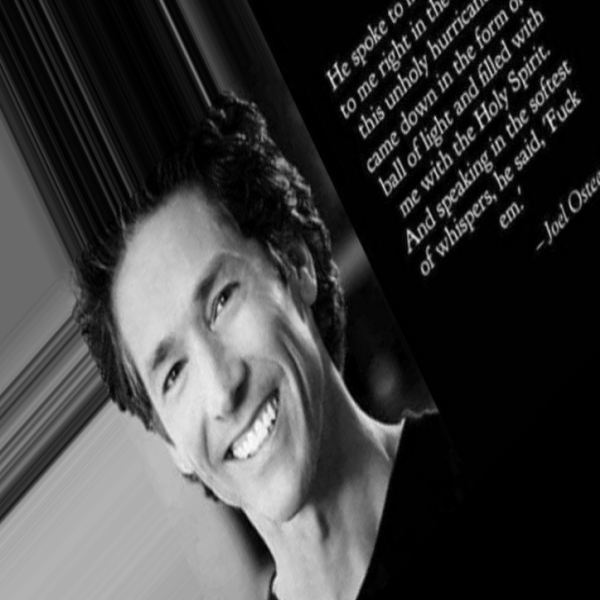 He spoke to
to me right in the
this unholy hurricane
came down in the form of
ball of light and filled with
me with the Holy Spirit.
And speaking in the softest
of whispers, he said, 'Fuck
em.'
–Joel